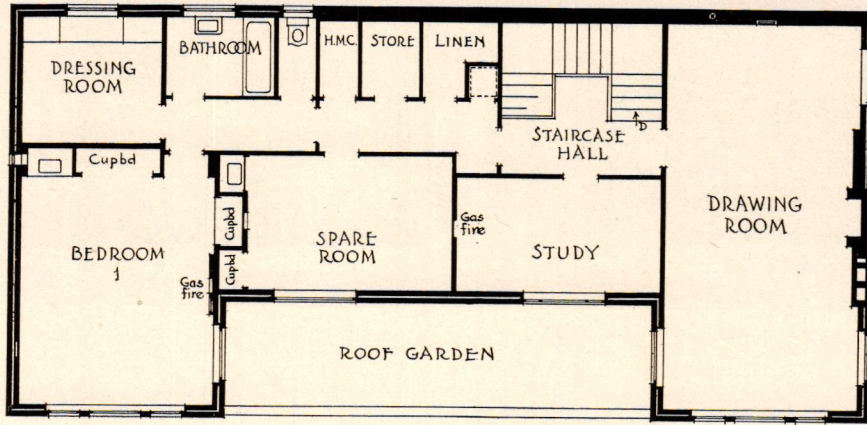 BATHROOM
H.M.C.
STORE
LINEN
DRESSING
ROOM
STAIRCASE
HALL
D
Cupbd
Cupbd
Cupbd
BEDROOM
1
Gas
fire
SPARE
ROOM
Gas
fire
STUDY
DRAWING
ROOM
ROOF GARDEN